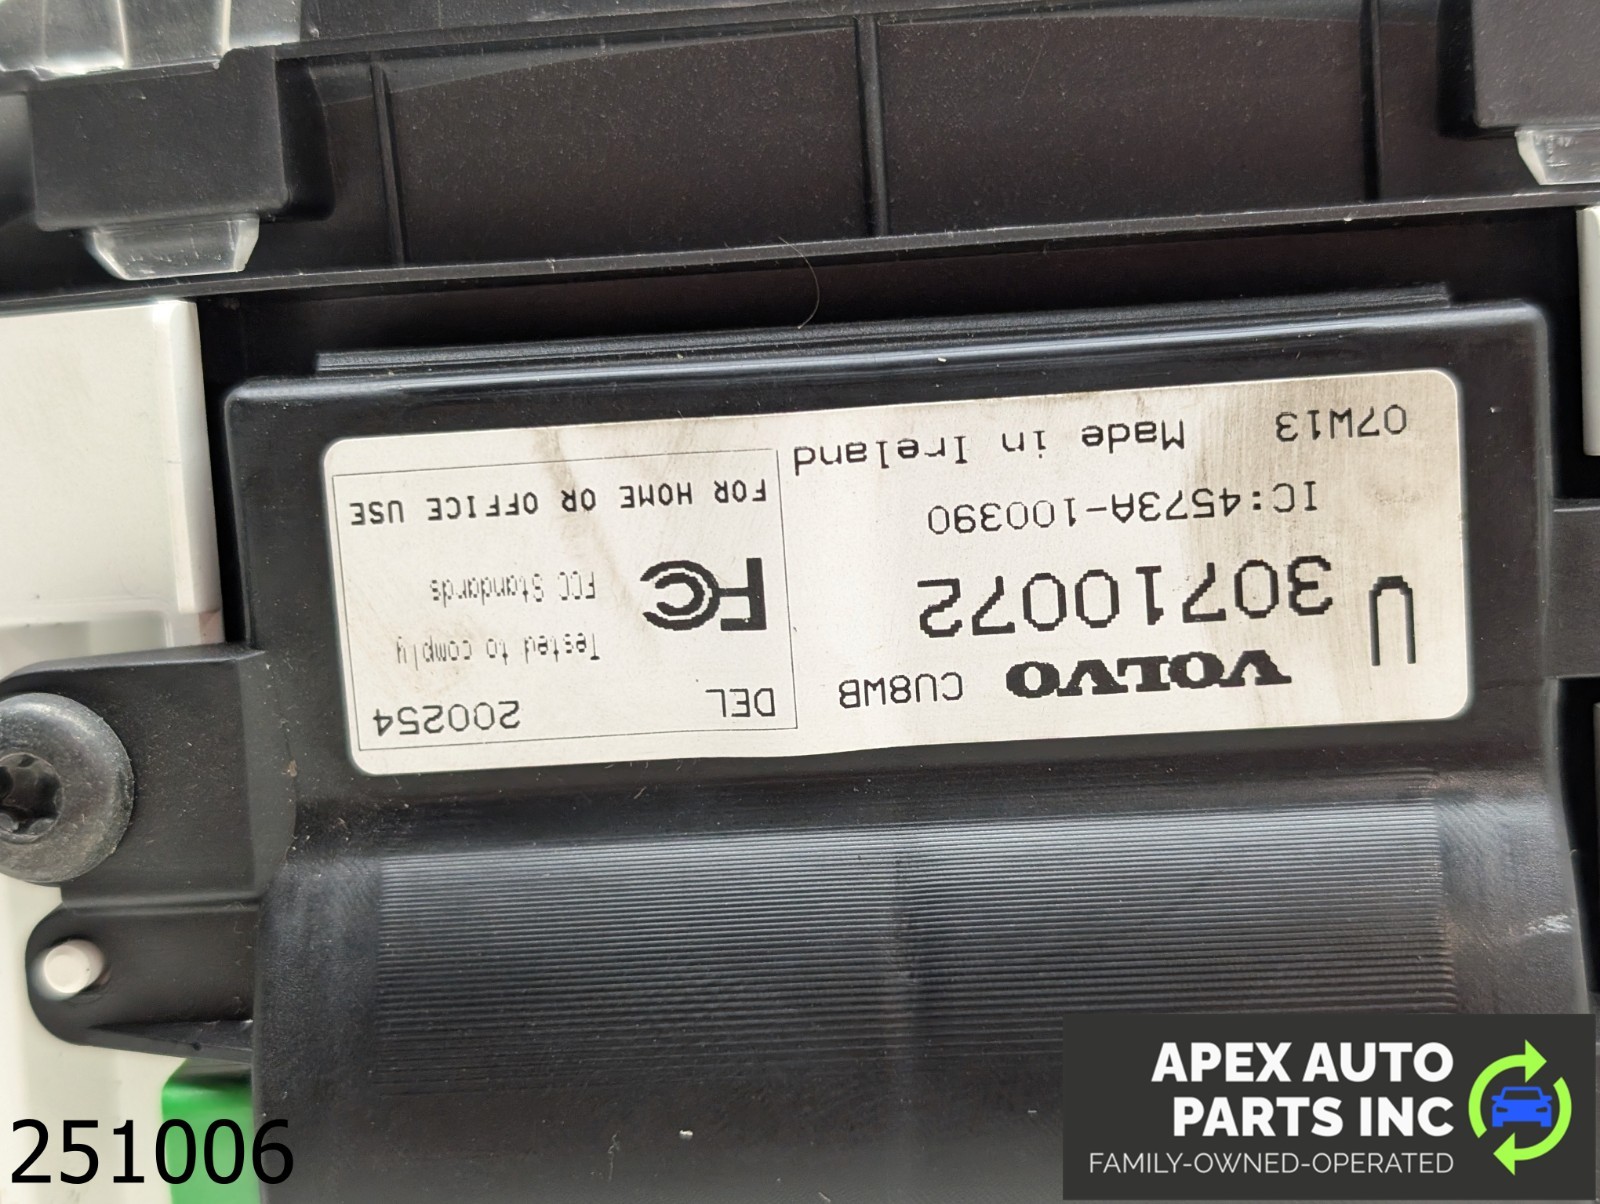 VOLVO CU8WB
U 30710072
IC:4573A-100390
07W13 Made in Ireland
DEL 200254
Tested to comply
FC FCC Standards
FOR HOME OR OFFICE USE
251006
APEX AUTO
PARTS INC
FAMILY-OWNED-OPERATED